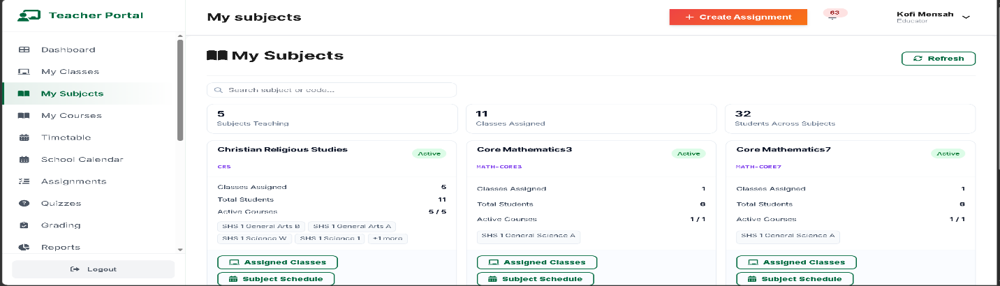 Teacher Portal
My subjects
+ Create Assignment
63
Kofi Mensah
Educator
Dashboard
My Classes
My Subjects
My Courses
Timetable
School Calendar
Assignments
Quizzes
Grading
Reports
Logout
My Subjects
Refresh
Search subject or code...
5
Subjects Teaching
11
Classes Assigned
32
Students Across Subjects
Christian Religious Studies
Active
CRS
Classes Assigned 5
Total Students 11
Active Courses 5 / 5
SHS 1 General Arts B SHS 1 General Arts A
SHS 1 Science W SHS 1 Science 1 +1 more
Assigned Classes
Subject Schedule
Core Mathematics3
Active
MATH-CORE3
Classes Assigned 1
Total Students 6
Active Courses 1 / 1
SHS 1 General Science A
Assigned Classes
Subject Schedule
Core Mathematics7
Active
MATH-CORE7
Classes Assigned 1
Total Students 6
Active Courses 1 / 1
SHS 1 General Science A
Assigned Classes
Subject Schedule